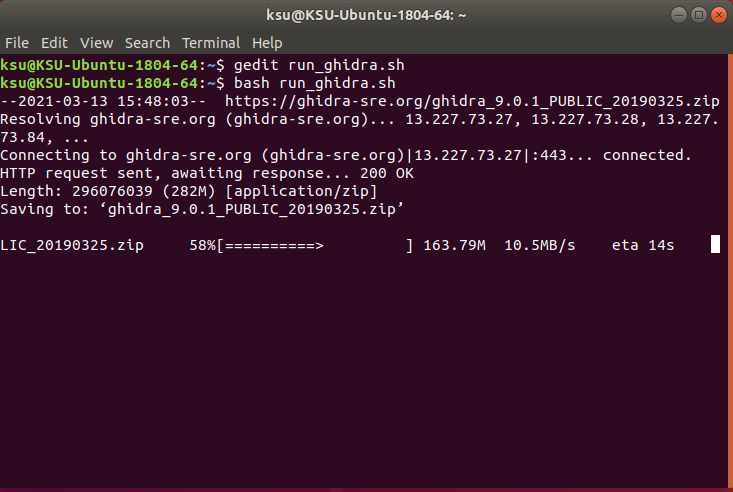 ksu@KSU-Ubuntu-1804-64: ~
File Edit View Search Terminal Help
ksu@KSU-Ubuntu-1804-64:~$ gedit run_ghidra.sh
ksu@KSU-Ubuntu-1804-64:~$ bash run_ghidra.sh
--2021-03-13 15:48:03--  https://ghidra-sre.org/ghidra_9.0.1_PUBLIC_20190325.zip
Resolving ghidra-sre.org (ghidra-sre.org)... 13.227.73.27, 13.227.73.28, 13.227.
73.84, ...
Connecting to ghidra-sre.org (ghidra-sre.org)|13.227.73.27|:443... connected.
HTTP request sent, awaiting response... 200 OK
Length: 296076039 (282M) [application/zip]
Saving to: ‘ghidra_9.0.1_PUBLIC_20190325.zip’
LIC_20190325.zip     58%[==========>         ] 163.79M  10.5MB/s    eta 14s